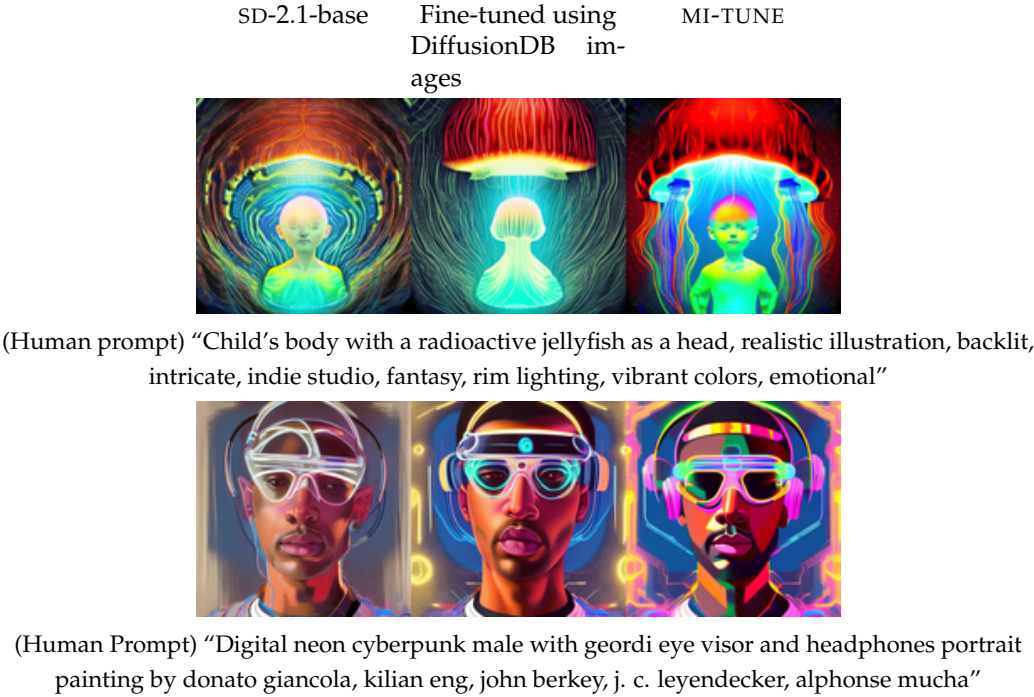 SD-2.1-base
Fine-tuned using
DiffusionDB im-
ages
MI-TUNE
(Human prompt) “Child’s body with a radioactive jellyfish as a head, realistic illustration, backlit,
intricate, indie studio, fantasy, rim lighting, vibrant colors, emotional”
(Human Prompt) “Digital neon cyberpunk male with geordi eye visor and headphones portrait
painting by donato giancola, kilian eng, john berkey, j. c. leyendecker, alphonse mucha”